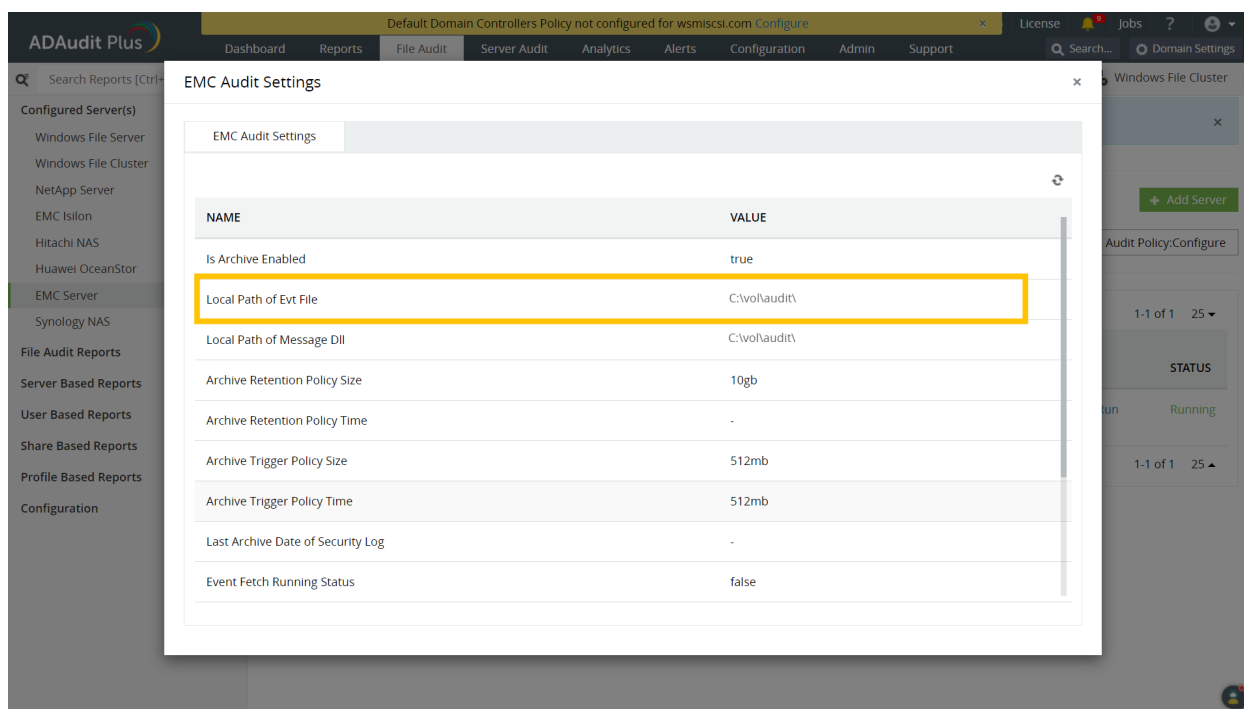 Default Domain Controllers Policy not configured for wsmiscsi.com Configure ×
License 9 Jobs ?
ADAudit Plus
Dashboard Reports File Audit Server Audit Analytics Alerts Configuration Admin Support
Search... Domain Settings
Search Reports [Ctrl+
Windows File Cluster
EMC Audit Settings ×
Configured Server(s)
Windows File Server
Windows File Cluster
NetApp Server
EMC Isilon
Hitachi NAS
Huawei OceanStor
EMC Server
Synology NAS
File Audit Reports
Server Based Reports
User Based Reports
Share Based Reports
Profile Based Reports
Configuration
EMC Audit Settings
NAME VALUE
Is Archive Enabled true
Local Path of Evt File C:\vol\audit\
Local Path of Message Dll C:\vol\audit\
Archive Retention Policy Size 10gb
Archive Retention Policy Time -
Archive Trigger Policy Size 512mb
Archive Trigger Policy Time 512mb
Last Archive Date of Security Log -
Event Fetch Running Status false
×
+ Add Server
Audit Policy:Configure
1-1 of 1 25
STATUS
Running
1-1 of 1 25